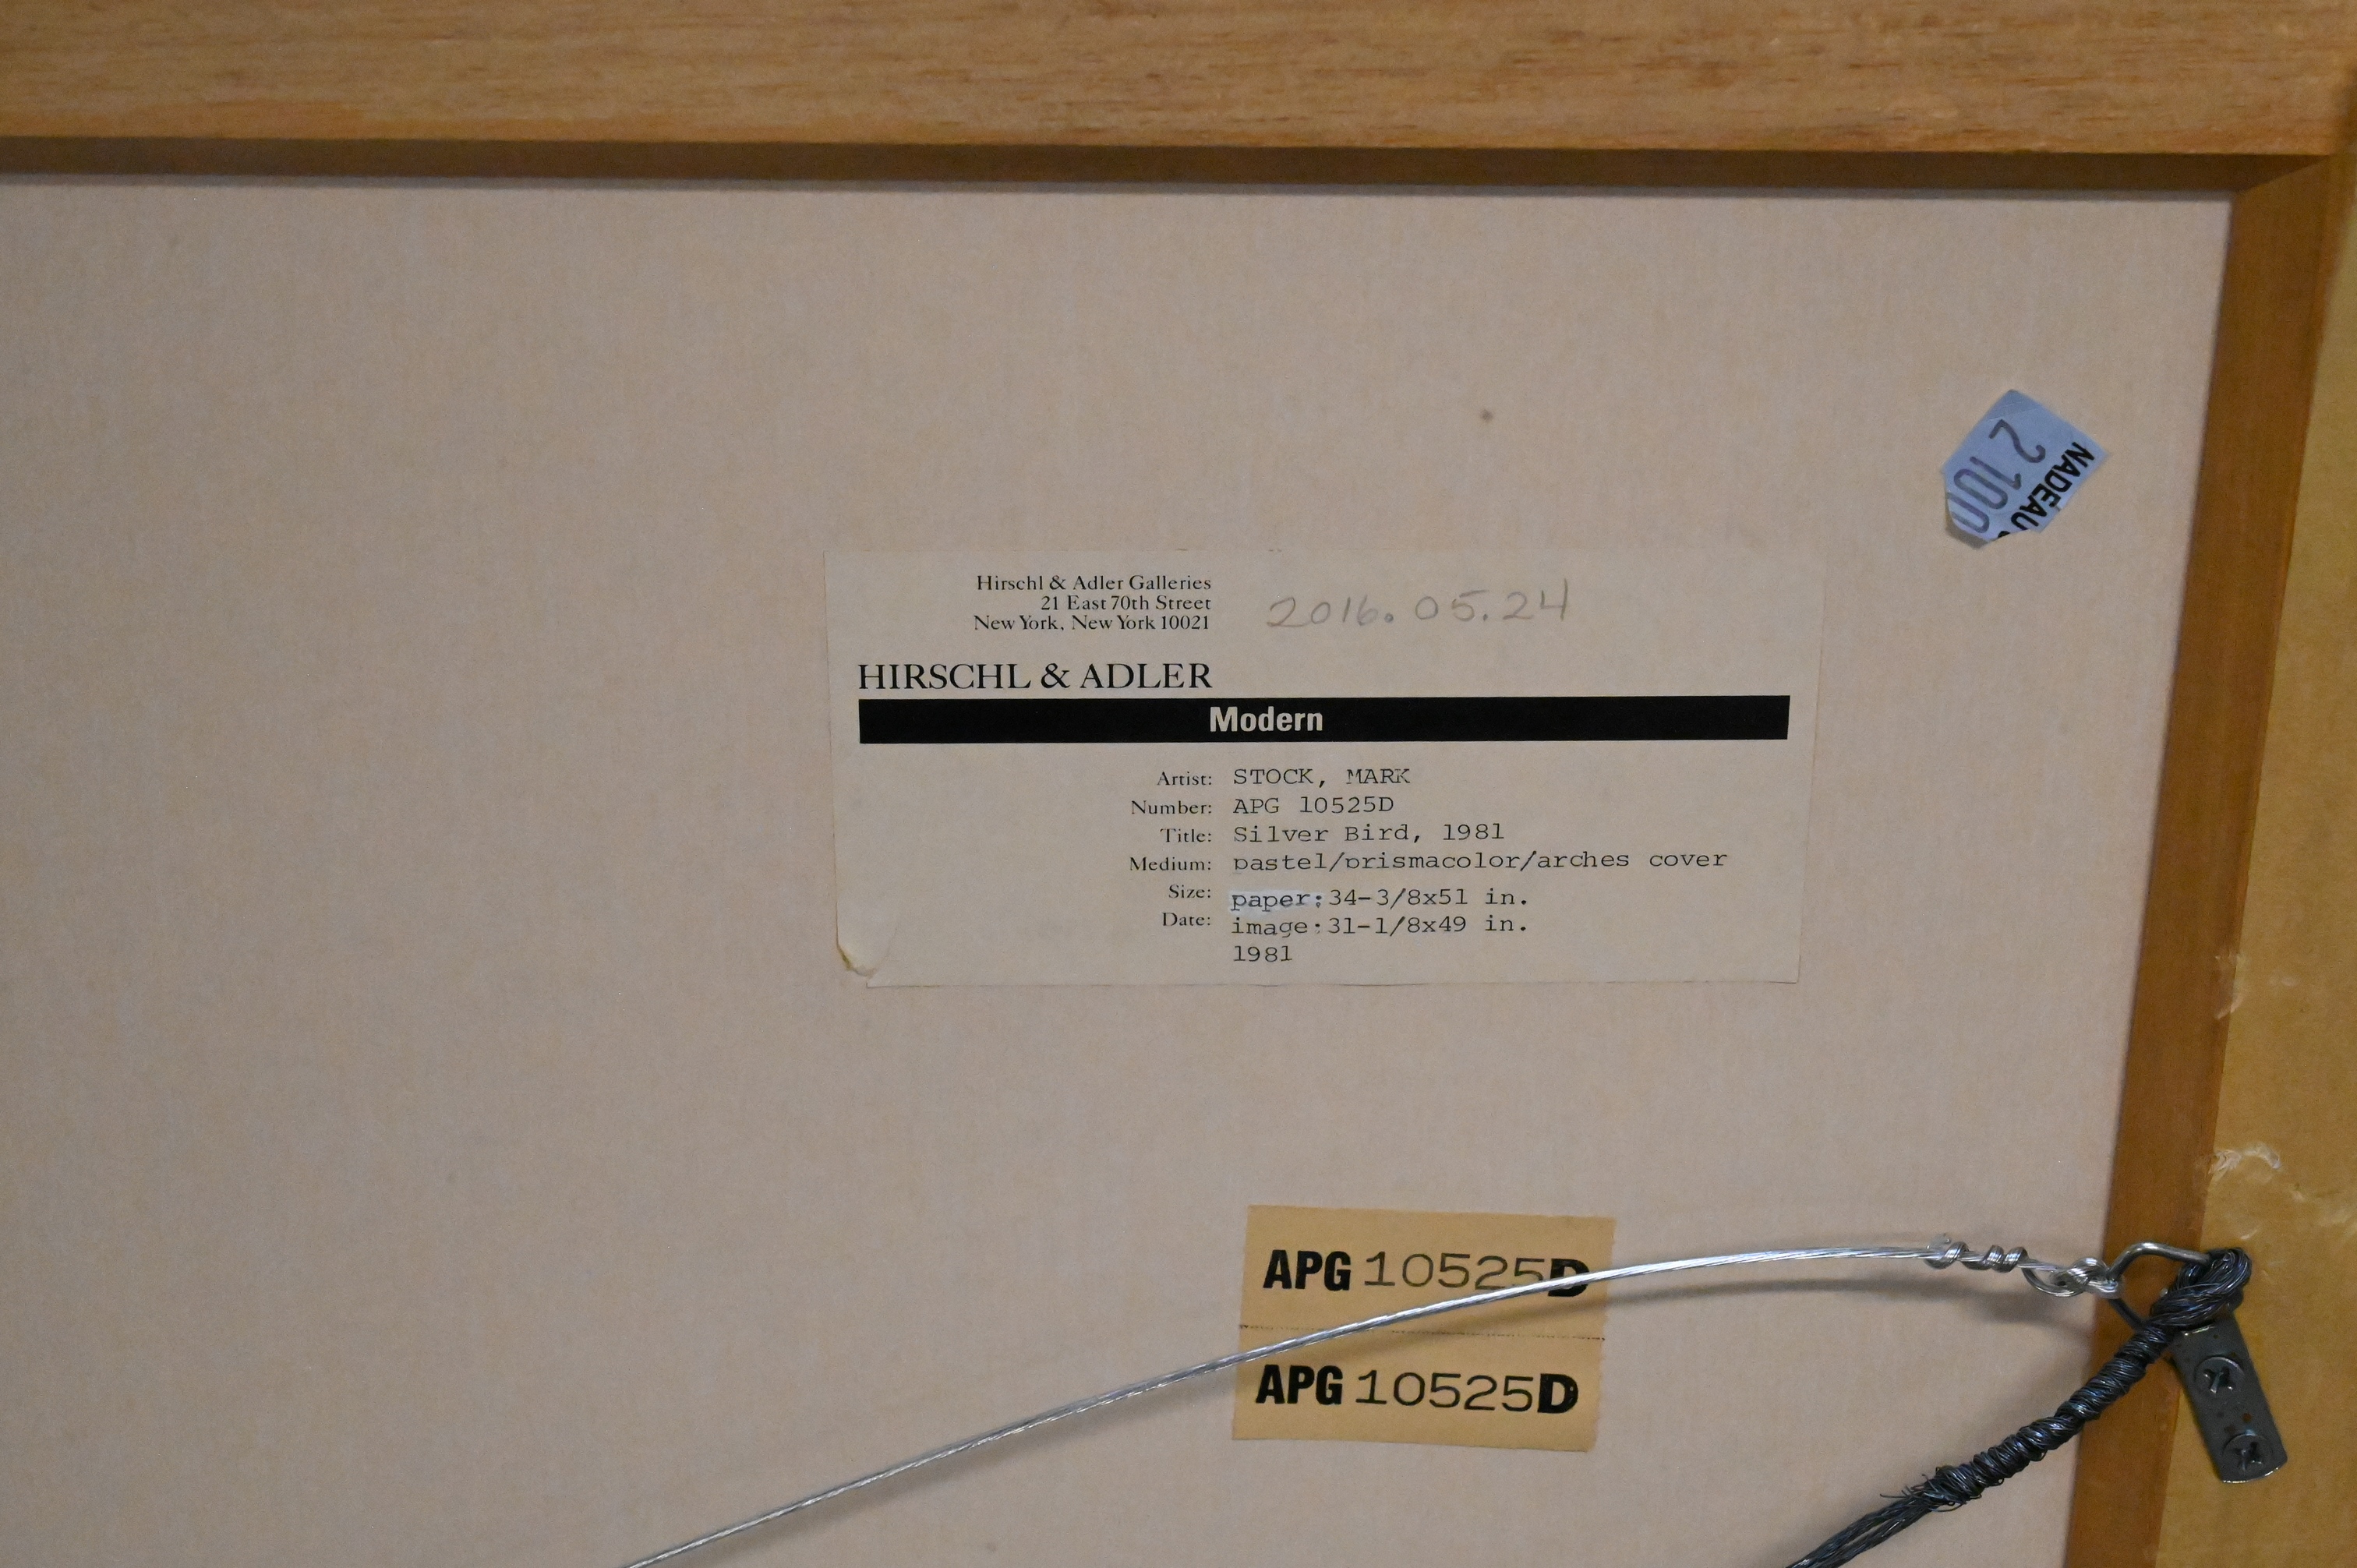 NADEAU
2100
Hirschl & Adler Galleries
21 East 70th Street
New York, New York 10021
2016.05.24
HIRSCHL & ADLER
Modern
Artist: STOCK, MARK
Number: APG 10525D
Title: Silver Bird, 1981
Medium: pastel/prismacolor/arches cover
Size: paper:34-3/8x51 in.
Date: image:31-1/8x49 in.
1981
APG 10525D
APG 10525D